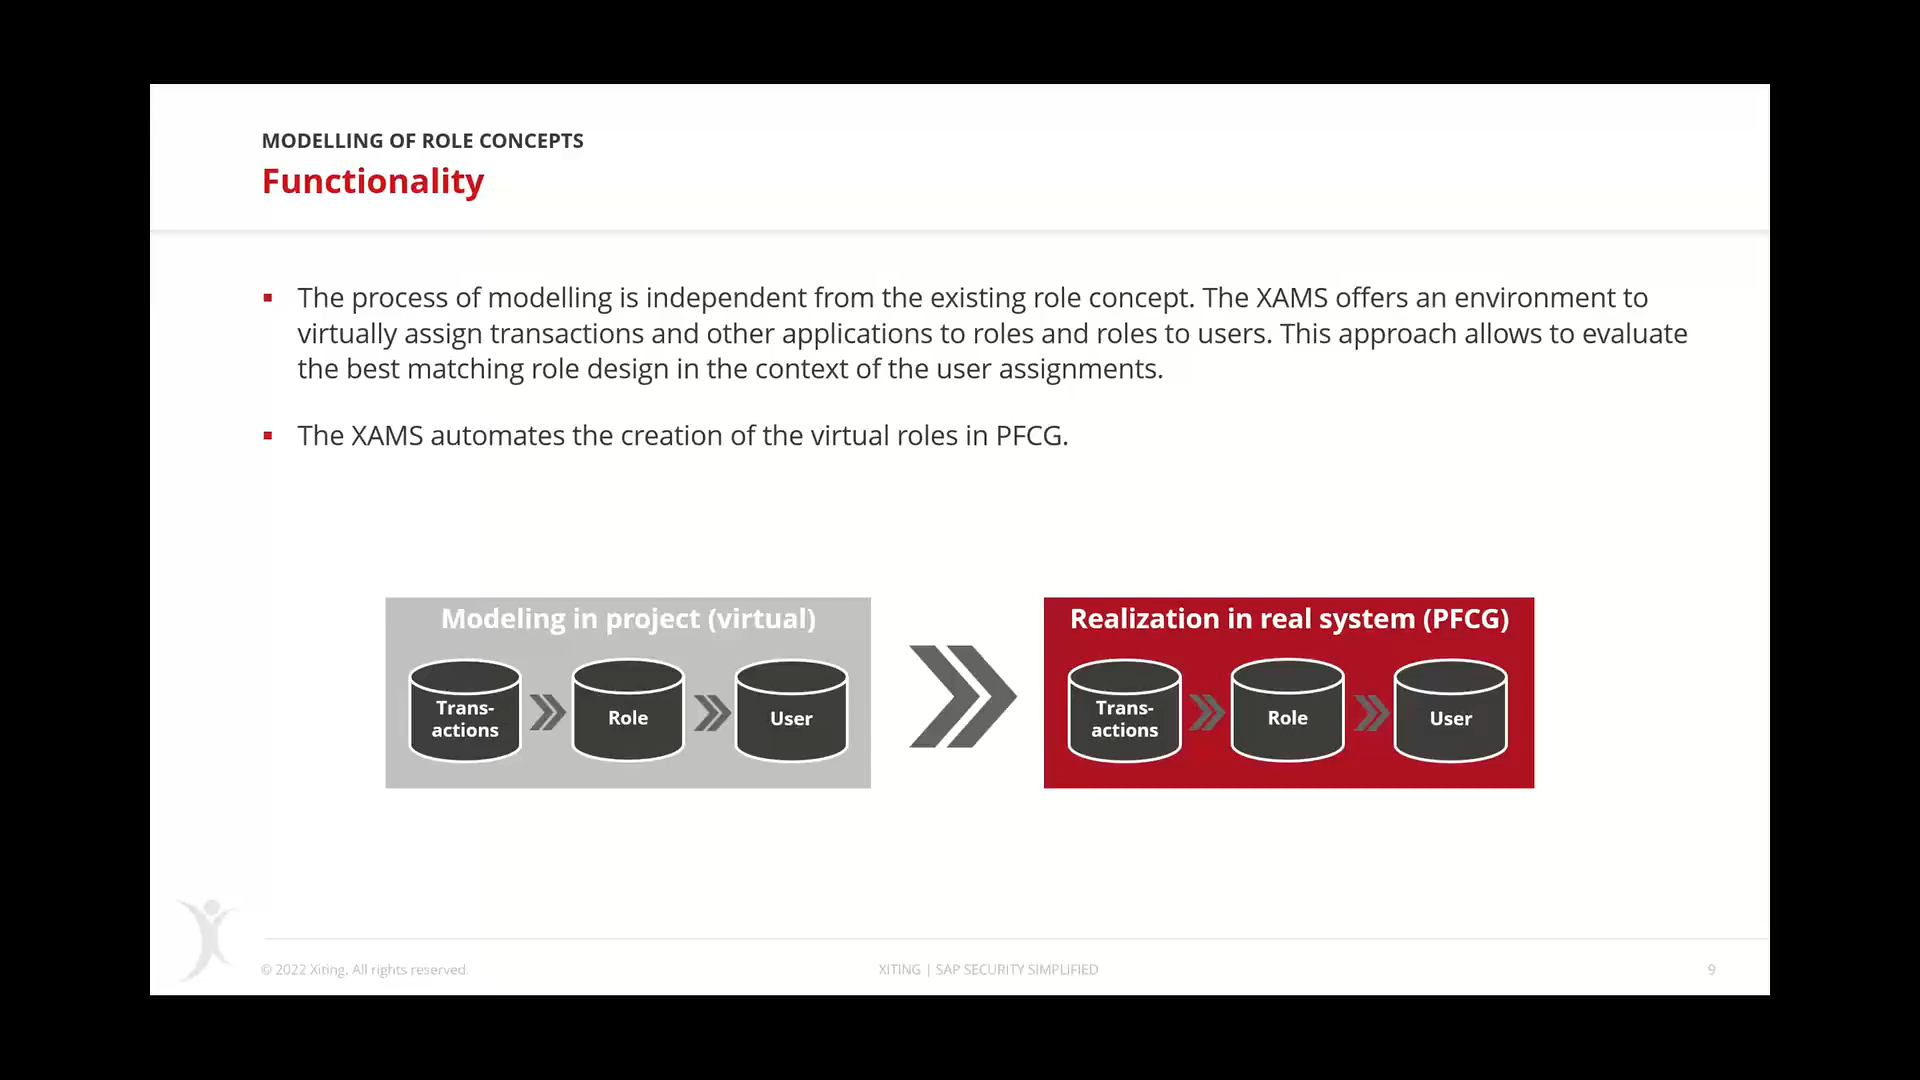 MODELLING OF ROLE CONCEPTS
Functionality
The process of modelling is independent from the existing role concept. The XAMS offers an environment to
virtually assign transactions and other applications to roles and roles to users. This approach allows to evaluate
the best matching role design in the context of the user assignments.
The XAMS automates the creation of the virtual roles in PFCG.
Modeling in project (virtual)
Trans-
actions
Role
User
Realization in real system (PFCG)
Trans-
actions
Role
User
© 2022 Xiting. All rights reserved.
XITING | SAP SECURITY SIMPLIFIED
9